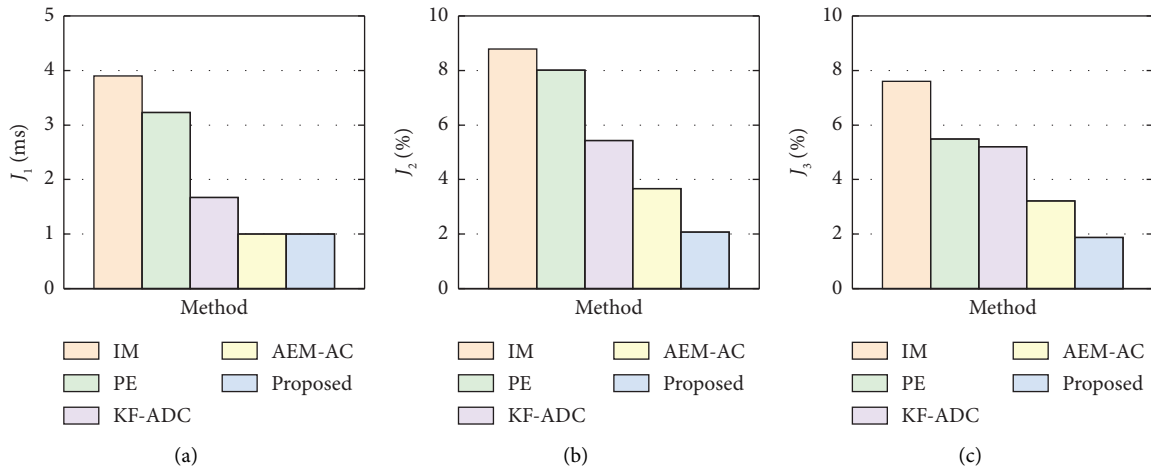 5
4
3
2
1
0
J1 (ms)
Method
IM
PE
KF-ADC
AEM-AC
Proposed
(a)
10
8
6
4
2
0
J2 (%)
Method
IM
PE
KF-ADC
AEM-AC
Proposed
(b)
10
8
6
4
2
0
J3 (%)
Method
IM
PE
KF-ADC
AEM-AC
Proposed
(c)